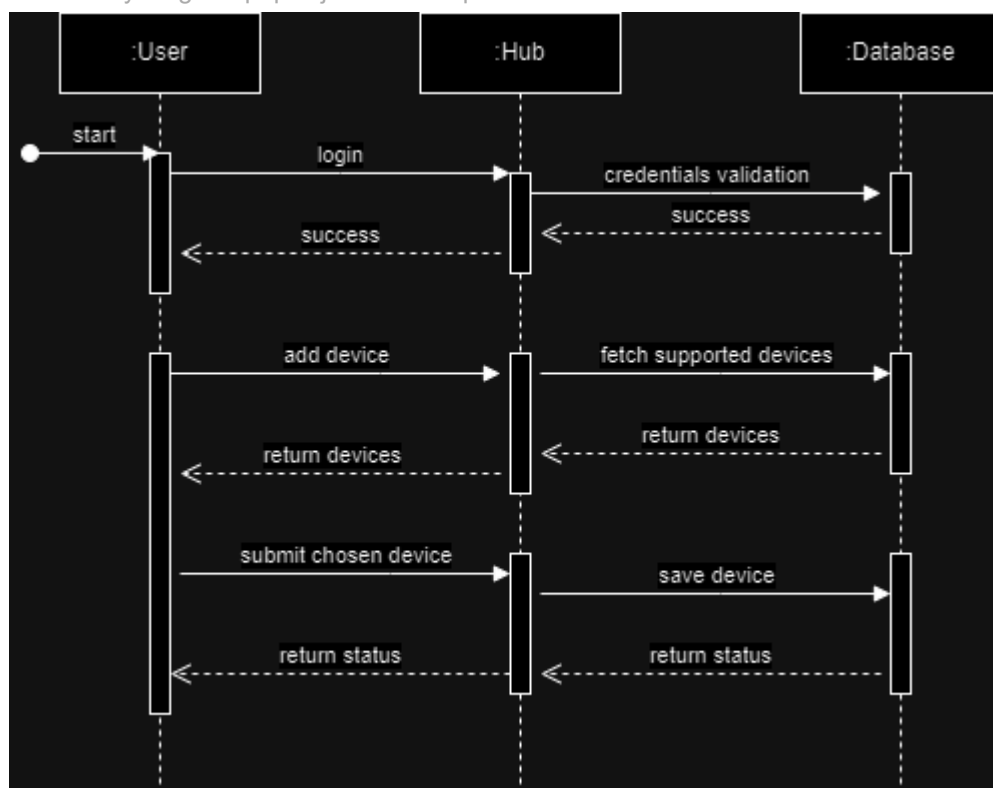 :User
:Hub
:Database
start
login
credentials validation
success
success
add device
fetch supported devices
return devices
return devices
submit chosen device
save device
return status
return status